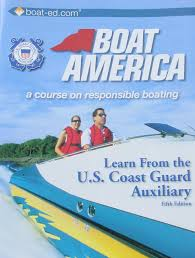 boat-ed.com
BOAT
AMERICA
a course on responsible boating
Learn From the
U.S. Coast Guard
Auxiliary
Fifth Edition